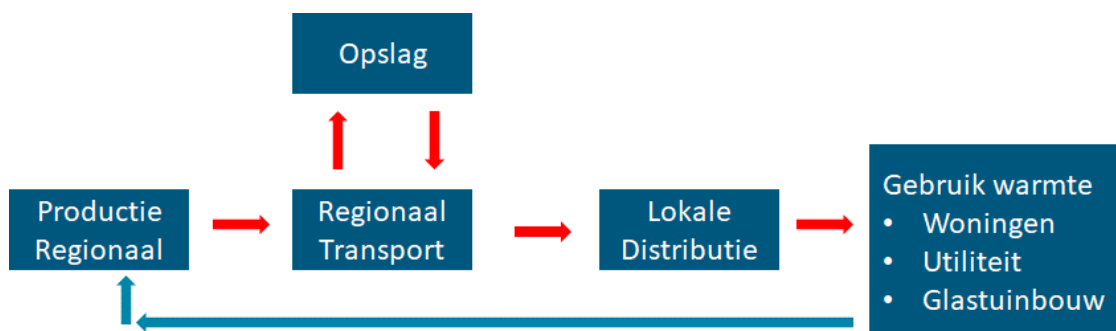 Opslag
Productie
Regionaal
Regionaal
Transport
Lokale
Distributie
Gebruik warmte
• Woningen
• Utiliteit
• Glastuinbouw